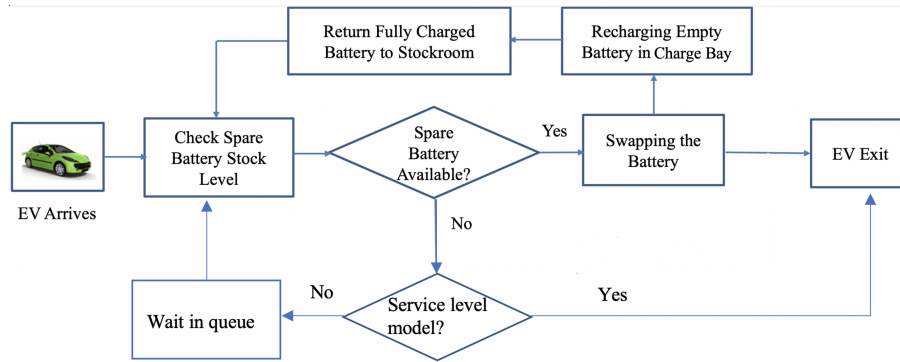 Return Fully Charged
Battery to Stockroom
Recharging Empty
Battery in Charge Bay
Check Spare
Battery Stock
Level
Spare
Battery
Available?
Yes
Swapping the
Battery
EV Exit
EV Arrives
No
No
Service level
model?
Yes
Wait in queue